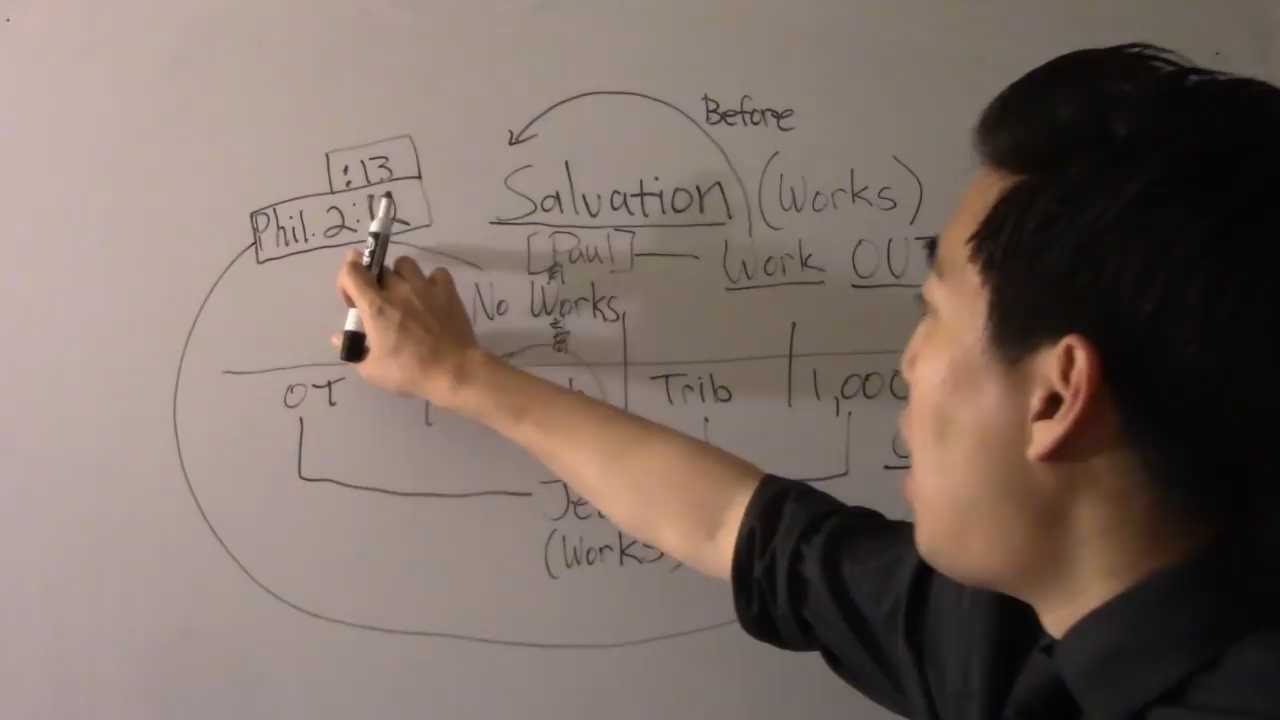 Before
:13
Salvation (Works)
Phil. 2:12
[Paul] Work OUT
No Works
OT Trib 1,000
(Works